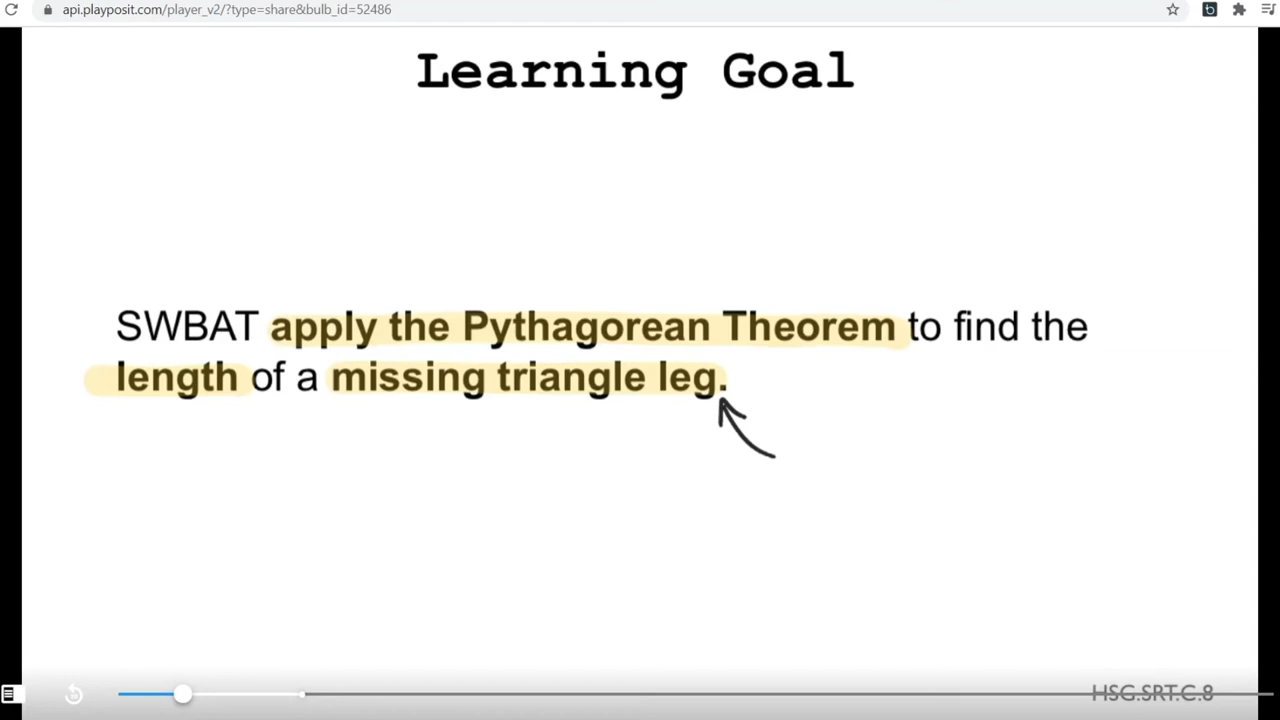 api.playposit.com/player_v2/?type=share&bulb_id=52486
Learning Goal
SWBAT apply the Pythagorean Theorem to find the
length of a missing triangle leg.
HSG.SRT.C.8